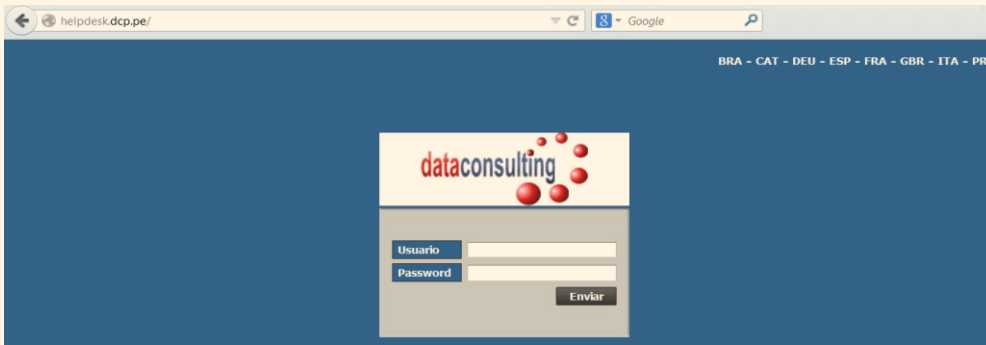 helpdesk.dcp.pe/
Google
BRA - CAT - DEU - ESP - FRA - GBR - ITA - PR
dataconsulting
Usuario
Password
Enviar